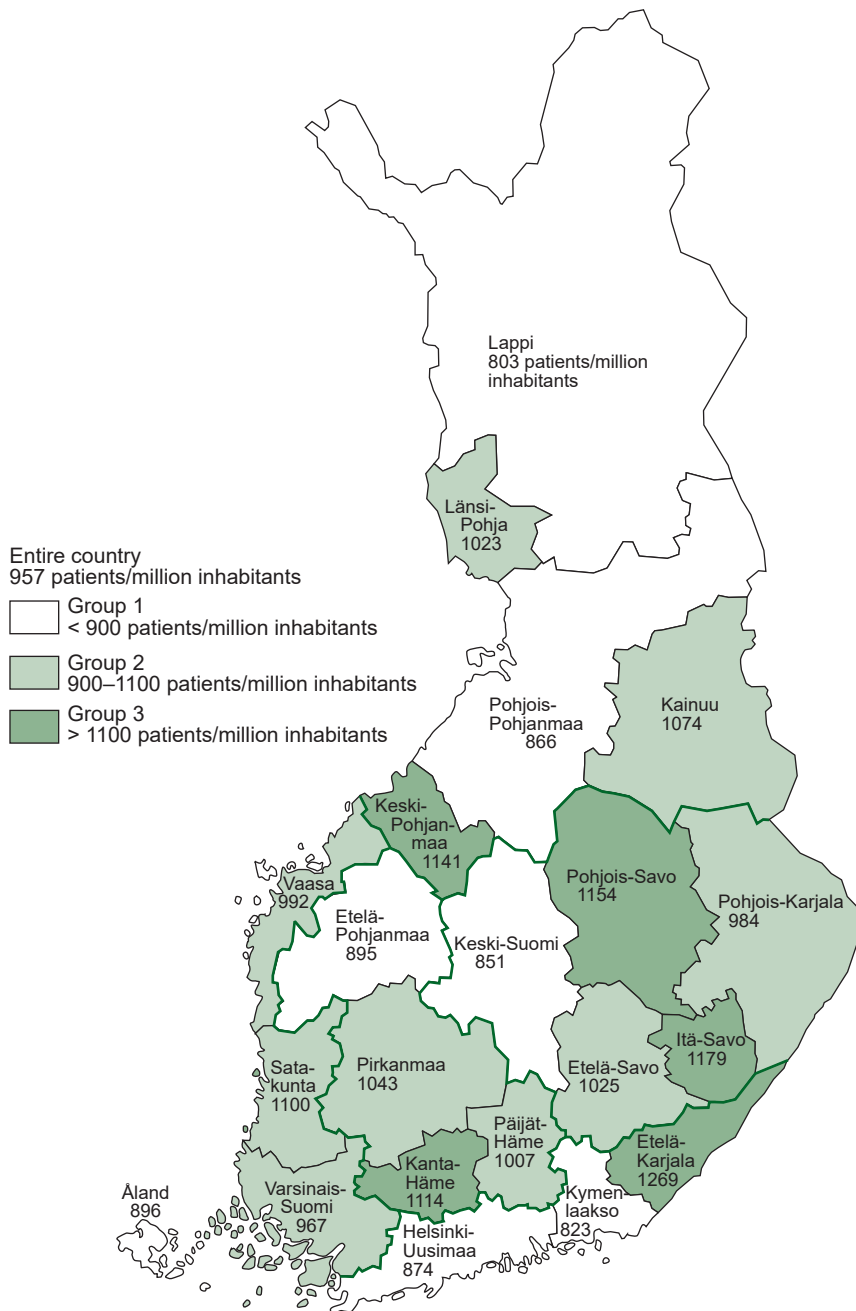 Lappi
803 patients/million
inhabitants
Länsi-
Pohja
1023
Entire country
957 patients/million inhabitants
Group 1
< 900 patients/million inhabitants
Group 2
900–1100 patients/million inhabitants
Group 3
> 1100 patients/million inhabitants
Pohjois-
Pohjanmaa
866
Kainuu
1074
Keski-
Pohjan-
maa
1141
Vaasa
992
Etelä-
Pohjanmaa
895
Keski-Suomi
851
Pohjois-Savo
1154
Pohjois-Karjala
984
Sata-
kunta
1100
Pirkanmaa
1043
Etelä-Savo
1025
Itä-Savo
1179
Päijät-
Häme
1007
Etelä-
Karjala
1269
Kanta-
Häme
1114
Åland
896
Varsinais-
Suomi
967
Helsinki-
Uusimaa
874
Kymen-
laakso
823